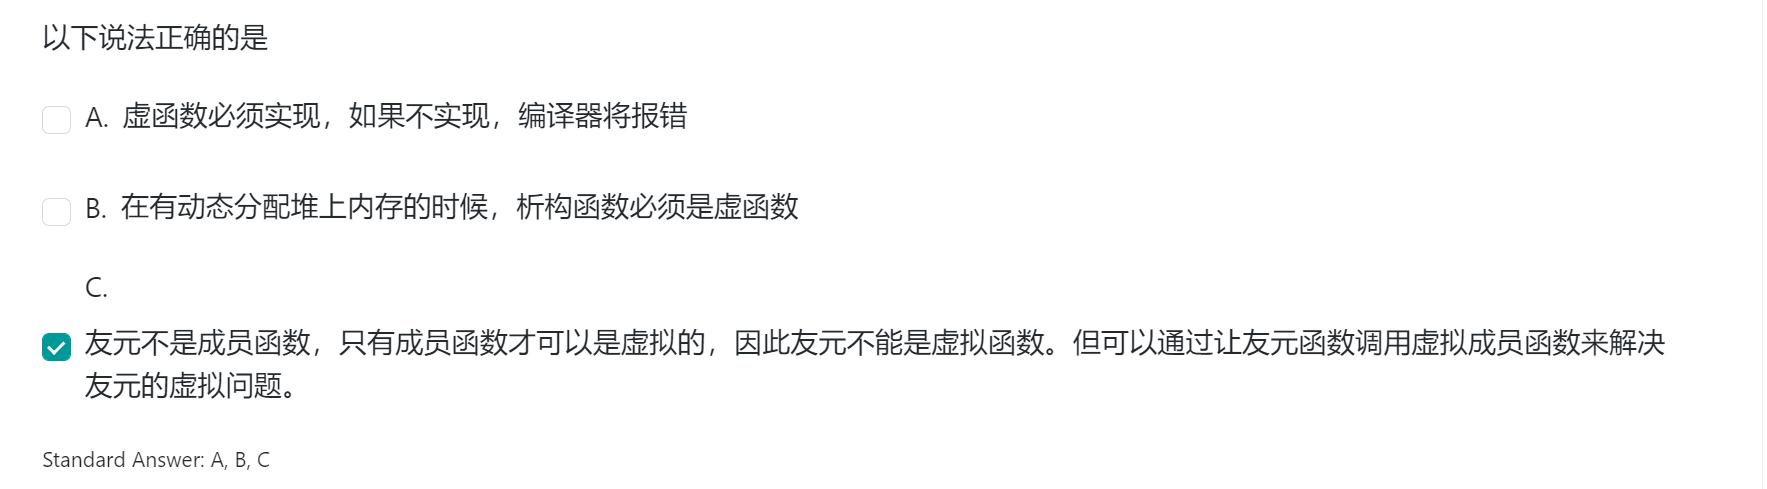 以下说法正确的是
A. 虚函数必须实现，如果不实现，编译器将报错
B. 在有动态分配堆上内存的时候，析构函数必须是虚函数
C.
友元不是成员函数，只有成员函数才可以是虚拟的，因此友元不能是虚拟函数。但可以通过让友元函数调用虚拟成员函数来解决
友元的虚拟问题。
Standard Answer: A, B, C